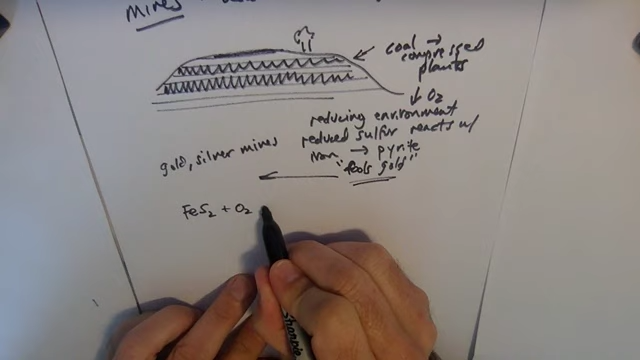 mines
coal →
compressed
plants
↓ O2
reducing environment
reduced sulfur reacts w/
iron → pyrite
"fools gold"
gold, silver mines
FeS2 + O2
Sharpie